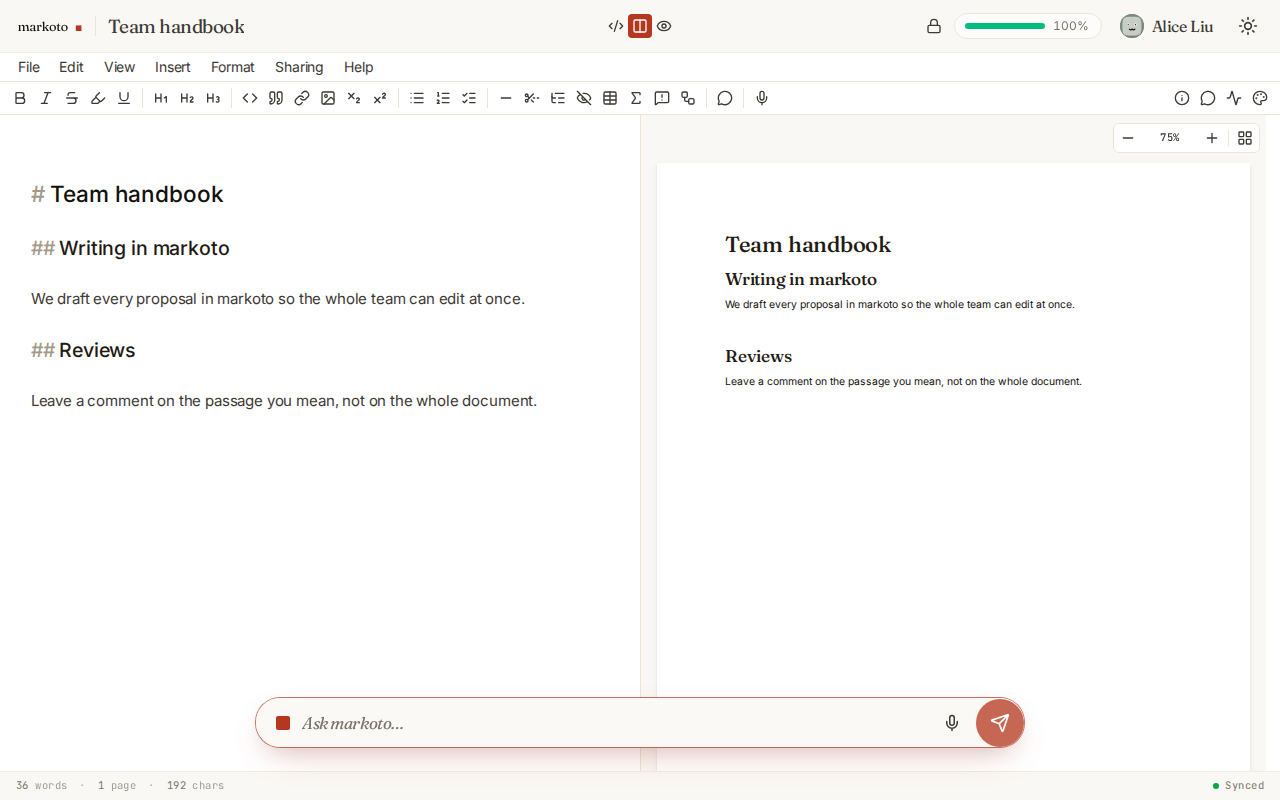 markoto
Team handbook
100%
Alice Liu
File Edit View Insert Format Sharing Help
H1 H2 H3
75%
# Team handbook
## Writing in markoto
We draft every proposal in markoto so the whole team can edit at once.
## Reviews
Leave a comment on the passage you mean, not on the whole document.
Team handbook
Writing in markoto
We draft every proposal in markoto so the whole team can edit at once.
Reviews
Leave a comment on the passage you mean, not on the whole document.
Ask markoto...
36 words · 1 page · 192 chars
Synced